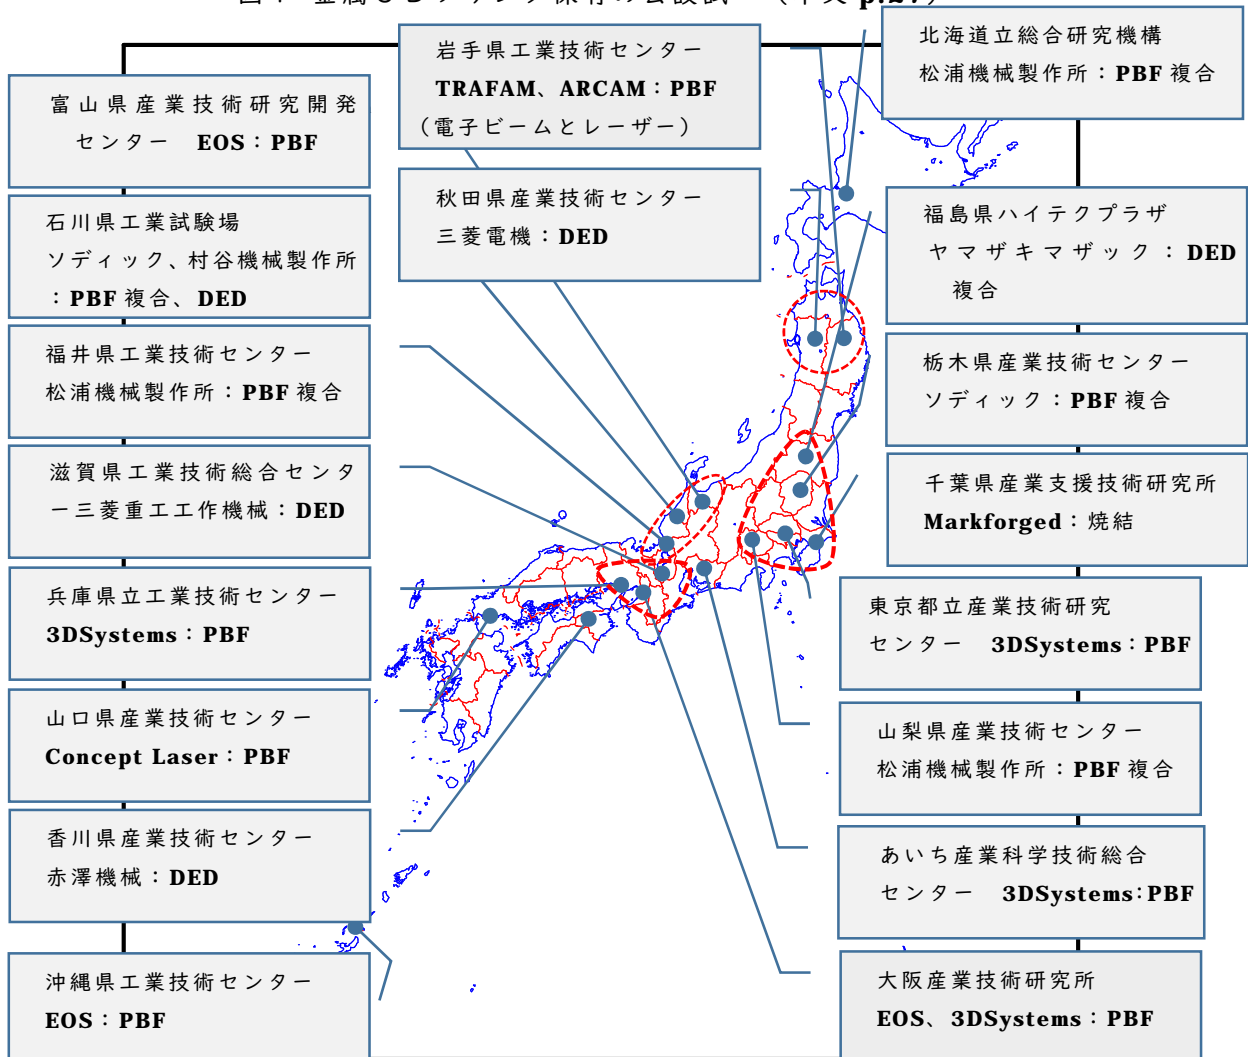 岩手県工業技術センター
TRAFAM、ARCAM：PBF
（電子ビームとレーザー）
北海道立総合研究機構
松浦機械製作所：PBF 複合
富山県産業技術研究開発
センター　EOS：PBF
秋田県産業技術センター
三菱電機：DED
石川県工業試験場
ソディック、村谷機械製作所
：PBF 複合、DED
福島県ハイテクプラザ
ヤマザキマザック：DED
複合
福井県工業技術センター
松浦機械製作所：PBF 複合
栃木県産業技術センター
ソディック：PBF 複合
滋賀県工業技術総合センタ
ー三菱重工工作機械：DED
千葉県産業支援技術研究所
Markforged：焼結
兵庫県立工業技術センター
3DSystems：PBF
東京都立産業技術研究
センター　3DSystems：PBF
山口県産業技術センター
Concept Laser：PBF
山梨県産業技術センター
松浦機械製作所：PBF 複合
香川県産業技術センター
赤澤機械：DED
あいち産業科学技術総合
センター　3DSystems：PBF
沖縄県工業技術センター
EOS：PBF
大阪産業技術研究所
EOS、3DSystems：PBF